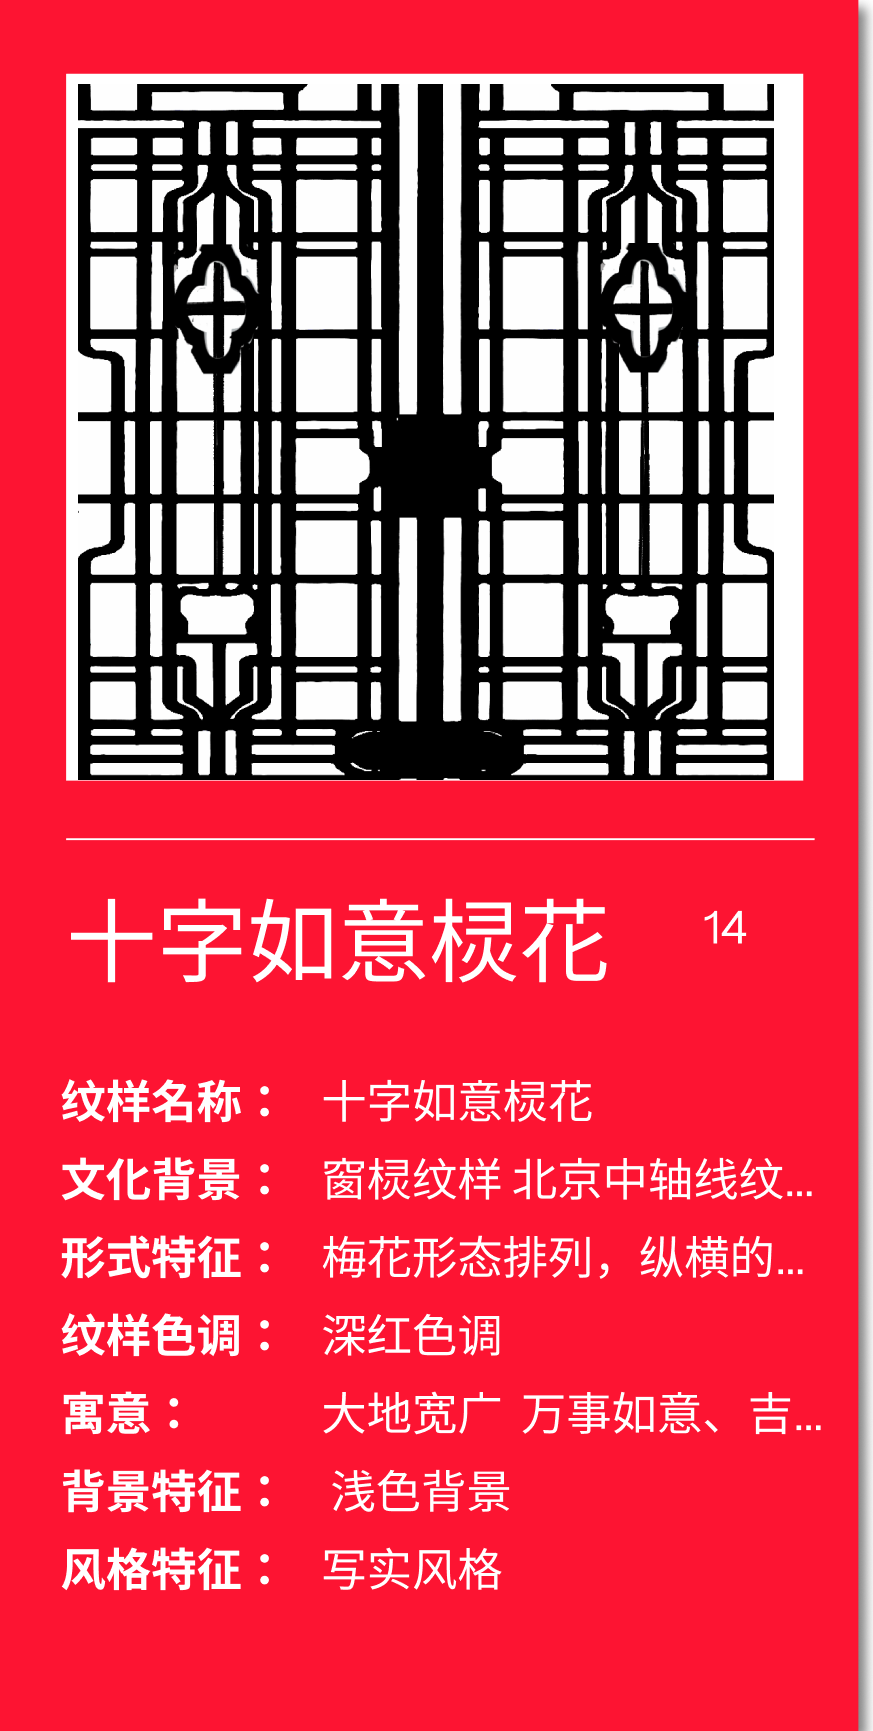 十字如意棂花 14
纹样名称： 十字如意棂花
文化背景： 窗棂纹样 北京中轴线纹...
形式特征： 梅花形态排列，纵横的...
纹样色调： 深红色调
寓意： 大地宽广 万事如意、吉...
背景特征： 浅色背景
风格特征： 写实风格